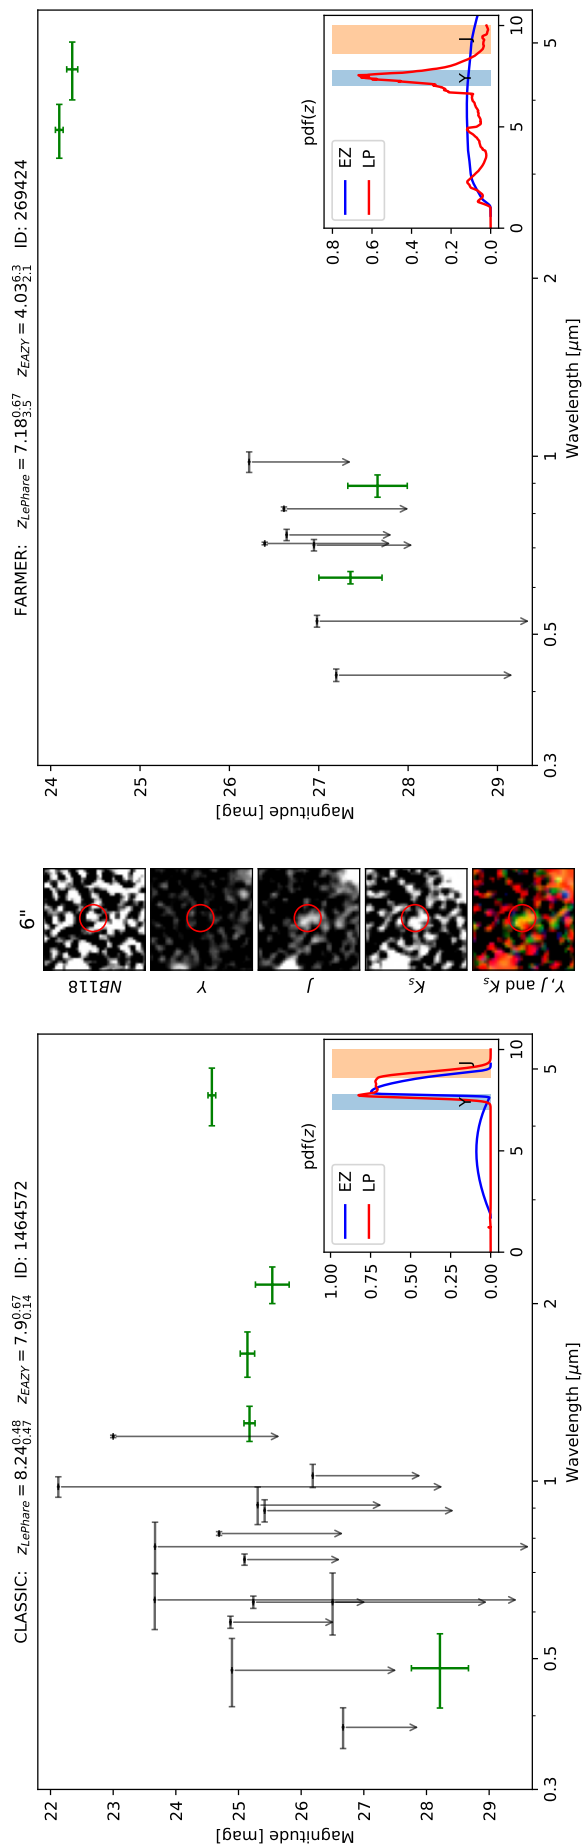 CLASSIC: z_LePhare = 8.24^0.48_0.47 z_EAZY = 7.9^0.67_0.14 ID: 1464572
Magnitude [mag]
22
23
24
25
26
27
28
29
0.3
0.5
1
2
5
Wavelength [μm]
pdf(z)
EZ
LP
Y
J
1.00
0.75
0.50
0.25
0.00
0
5
10
6"
NB118
Y
J
K_s
Y, J and K_s
FARMER: z_LePhare = 7.18^0.67_3.5 z_EAZY = 4.03^6.3_2.1 ID: 269424
Magnitude [mag]
24
25
26
27
28
29
0.3
0.5
1
2
5
Wavelength [μm]
pdf(z)
EZ
LP
Y
J
0.8
0.6
0.4
0.2
0.0
0
5
10